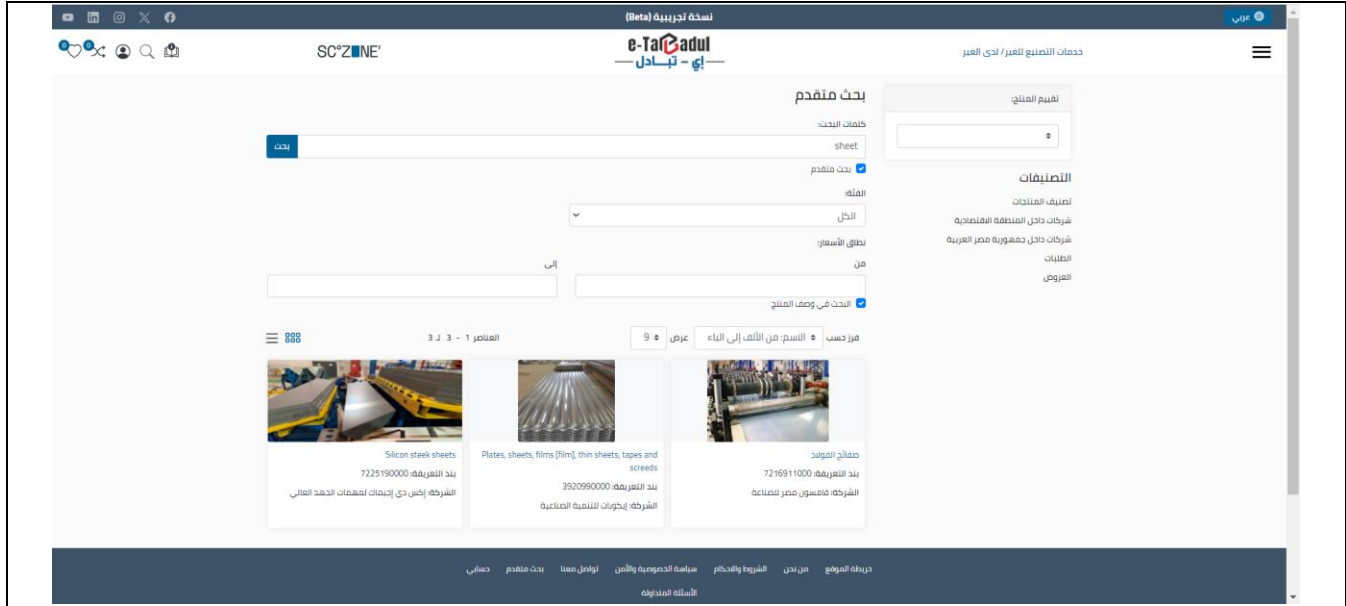 نسخة تجريبية (Beta)
عربي
خدمات التصنيع للغير/ لدى الغير
e-Tabadul
إي - تبادل
SCZONE
0
0
تقييم المنتج:
التصنيفات
تصنيف المنتجات
شركات داخل المنطقة الاقتصادية
شركات داخل جمهورية مصر العربية
الطلبات
العروض
بحث متقدم
كلمات البحث:
sheet
بحث
بحث متقدم
الفئة:
الكل
نطاق الأسعار:
من
إلى
البحث في وصف المنتج
فرز حسب الاسم: من الألف إلى الياء عرض 9 العناصر 1 - 3 لـ 3
صفائح الفولاذ
بند التعريفة: 7216911000
الشركة: فامسون مصر للصناعة
Plates, sheets, films [film], thin sheets, tapes and
screeds
بند التعريفة: 3920990000
الشركة: إيكوبات للتنمية الصناعية
Silicon steek sheets
بند التعريفة: 7225190000
الشركة: إكس دي إجيماك لمهمات الجهد العالي
خريطة الموقع من نحن الشروط والاحكام سياسة الخصوصية والأمن تواصل معنا بحث متقدم حسابي
الأسئلة المتداولة